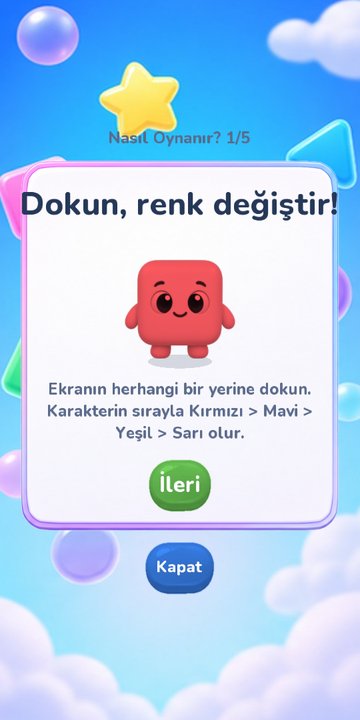 Nasıl Oynanır? 1/5
Dokun, renk değiştir!
Ekranın herhangi bir yerine dokun.
Karakterin sırayla Kırmızı > Mavi >
Yeşil > Sarı olur.
İleri
Kapat